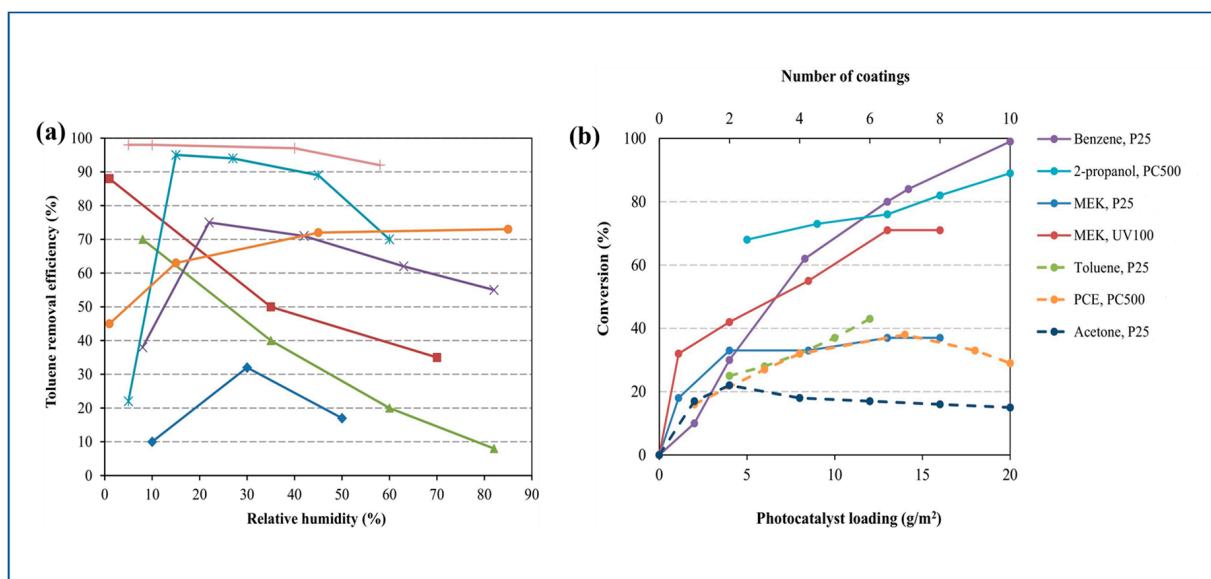 Number of coatings
0 2 4 6 8 10
(a)
(b)
Toluene removal efficiency (%)
100
90
80
70
60
50
40
30
20
10
0
0 10 20 30 40 50 60 70 80 90
Relative humidity (%)
Conversion (%)
100
80
60
40
20
0
0 5 10 15 20
Photocatalyst loading (g/m²)
Benzene, P25
2-propanol, PC500
MEK, P25
MEK, UV100
Toluene, P25
PCE, PC500
Acetone, P25